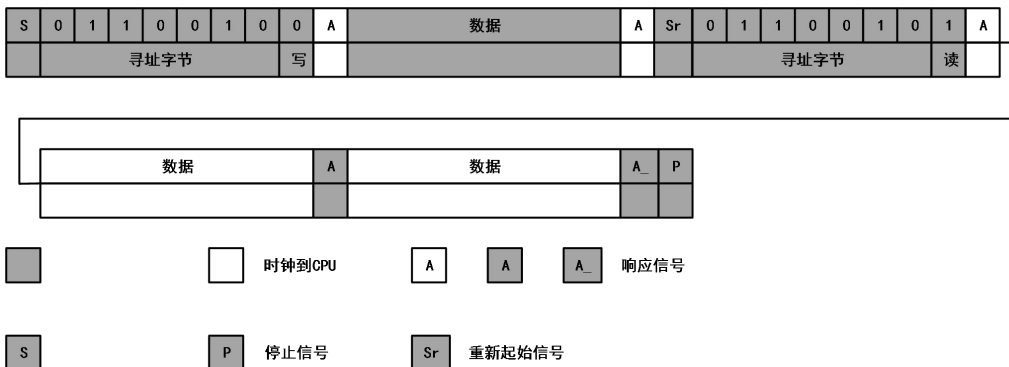 S 0 1 1 0 0 1 0 0 A 数据 A Sr 0 1 1 0 0 1 0 1 A
寻址字节 写 寻址字节 读
数据 A 数据 A_ P
时钟到CPU A A A_ 响应信号
S P 停止信号 Sr 重新起始信号